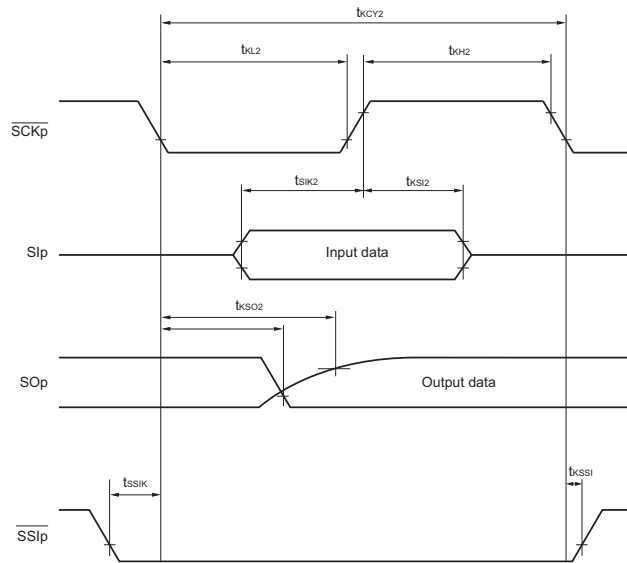 tKCY2
tKL2
tKH2
SCKp
tSIK2
tKSI2
SIp
Input data
tKSO2
SOp
Output data
tSSIK
tKSSI
SSIp